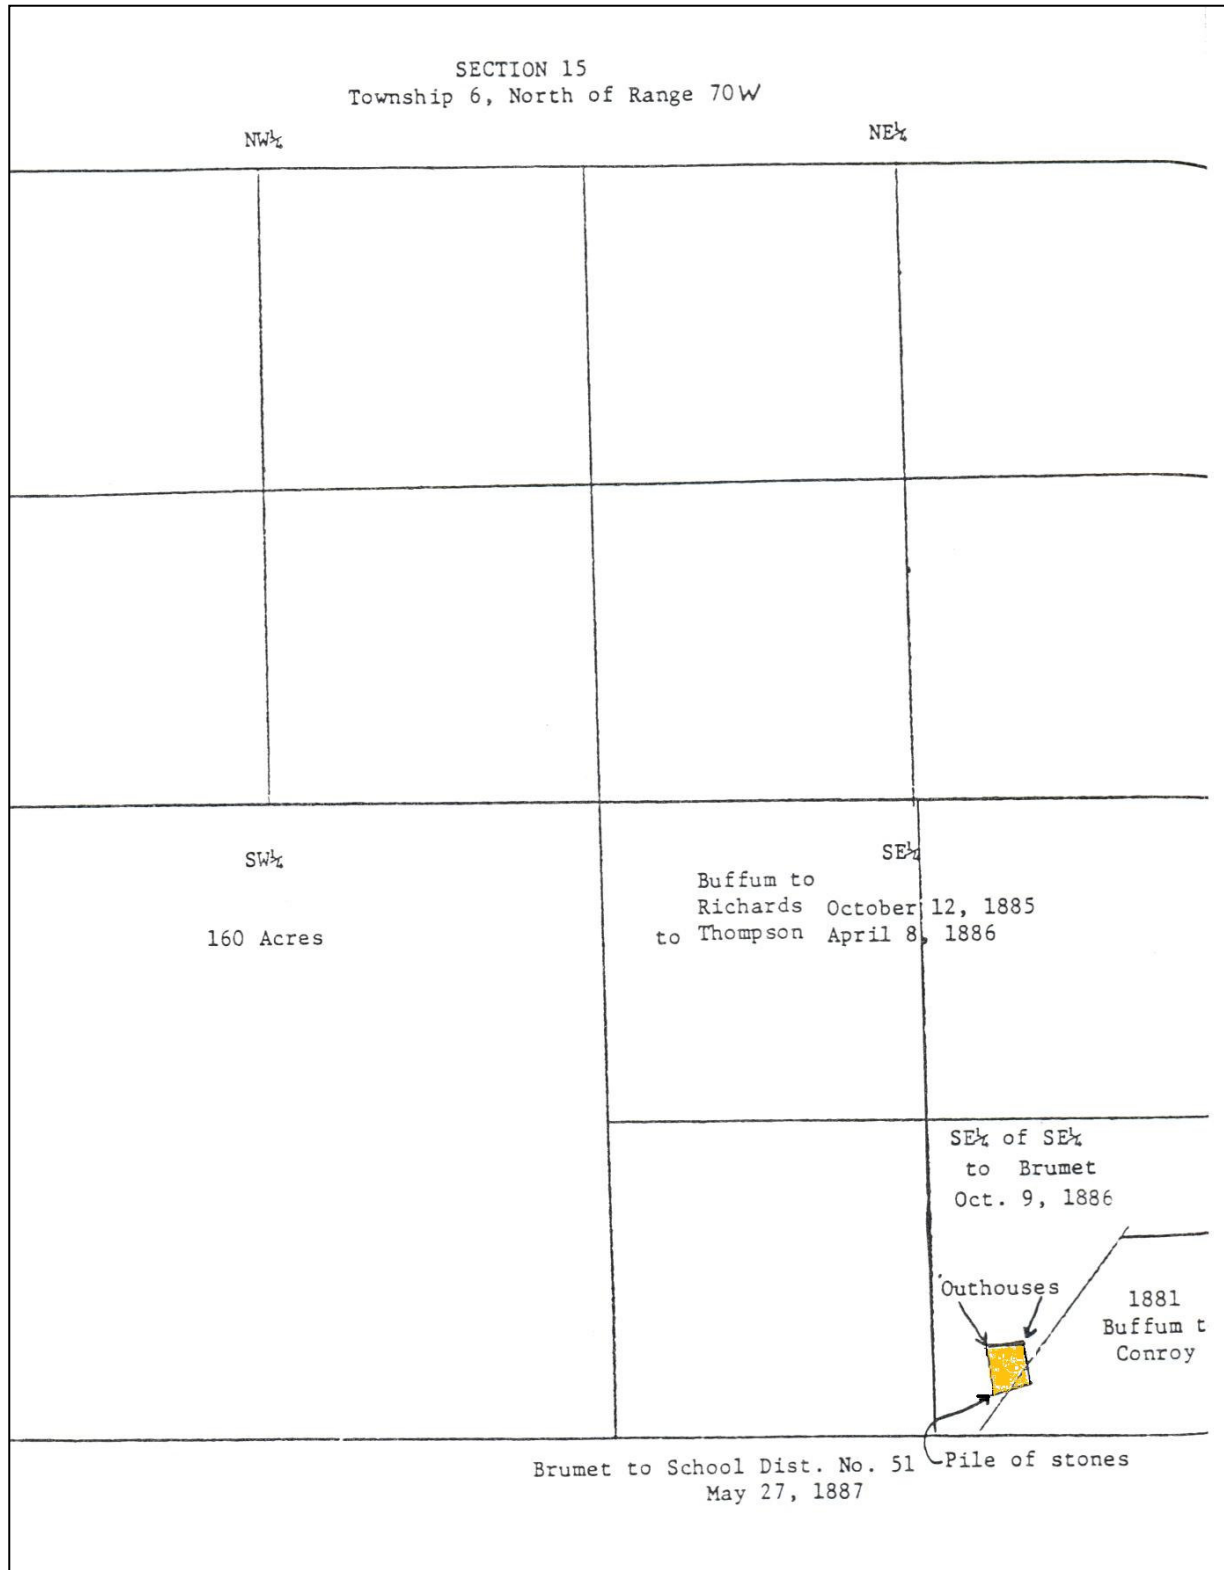 SECTION 15
Township 6, North of Range 70W
NW¼
NE¼
SW¼
160 Acres
SE¼
Buffum to
Richards October 12, 1885
to Thompson April 8, 1886
SE¼ of SE¼
to Brumet
Oct. 9, 1886
Outhouses
1881
Buffum t
Conroy
Pile of stones
Brumet to School Dist. No. 51
May 27, 1887